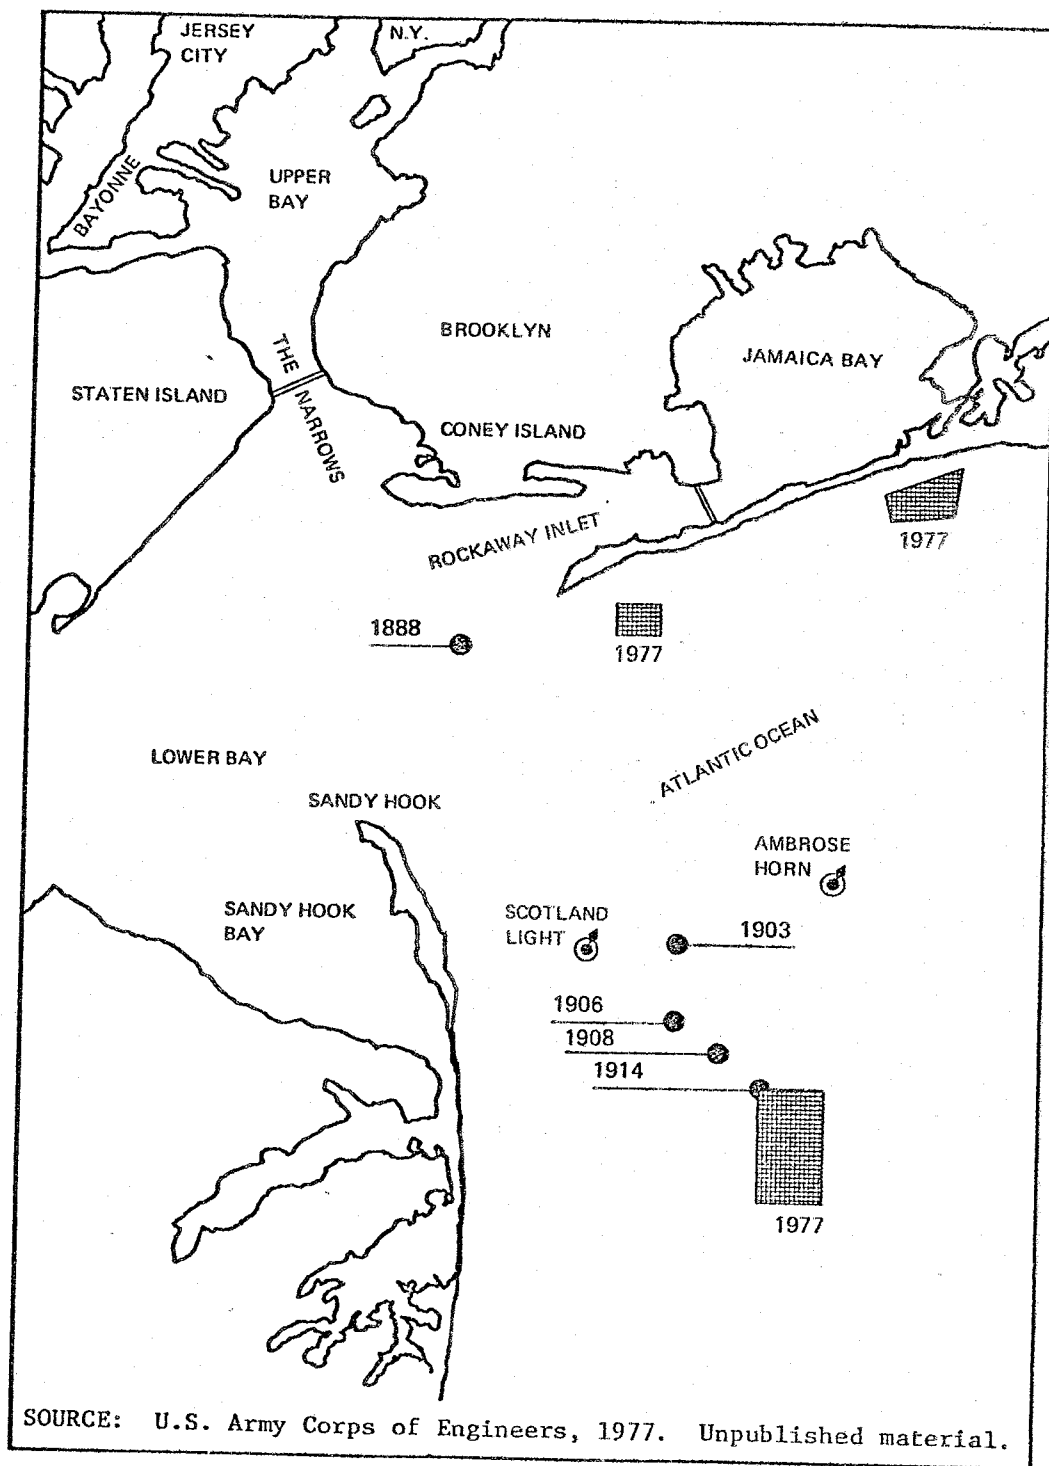 JERSEY
CITY
N.Y.
BAYONNE
UPPER
BAY
BROOKLYN
JAMAICA BAY
THE
NARROWS
STATEN ISLAND
CONEY ISLAND
ROCKAWAY INLET
1977
1888
1977
ATLANTIC OCEAN
LOWER BAY
SANDY HOOK
AMBROSE
HORN
SANDY HOOK
BAY
SCOTLAND
LIGHT
1903
1906
1908
1914
1977
SOURCE: U.S. Army Corps of Engineers, 1977. Unpublished material.